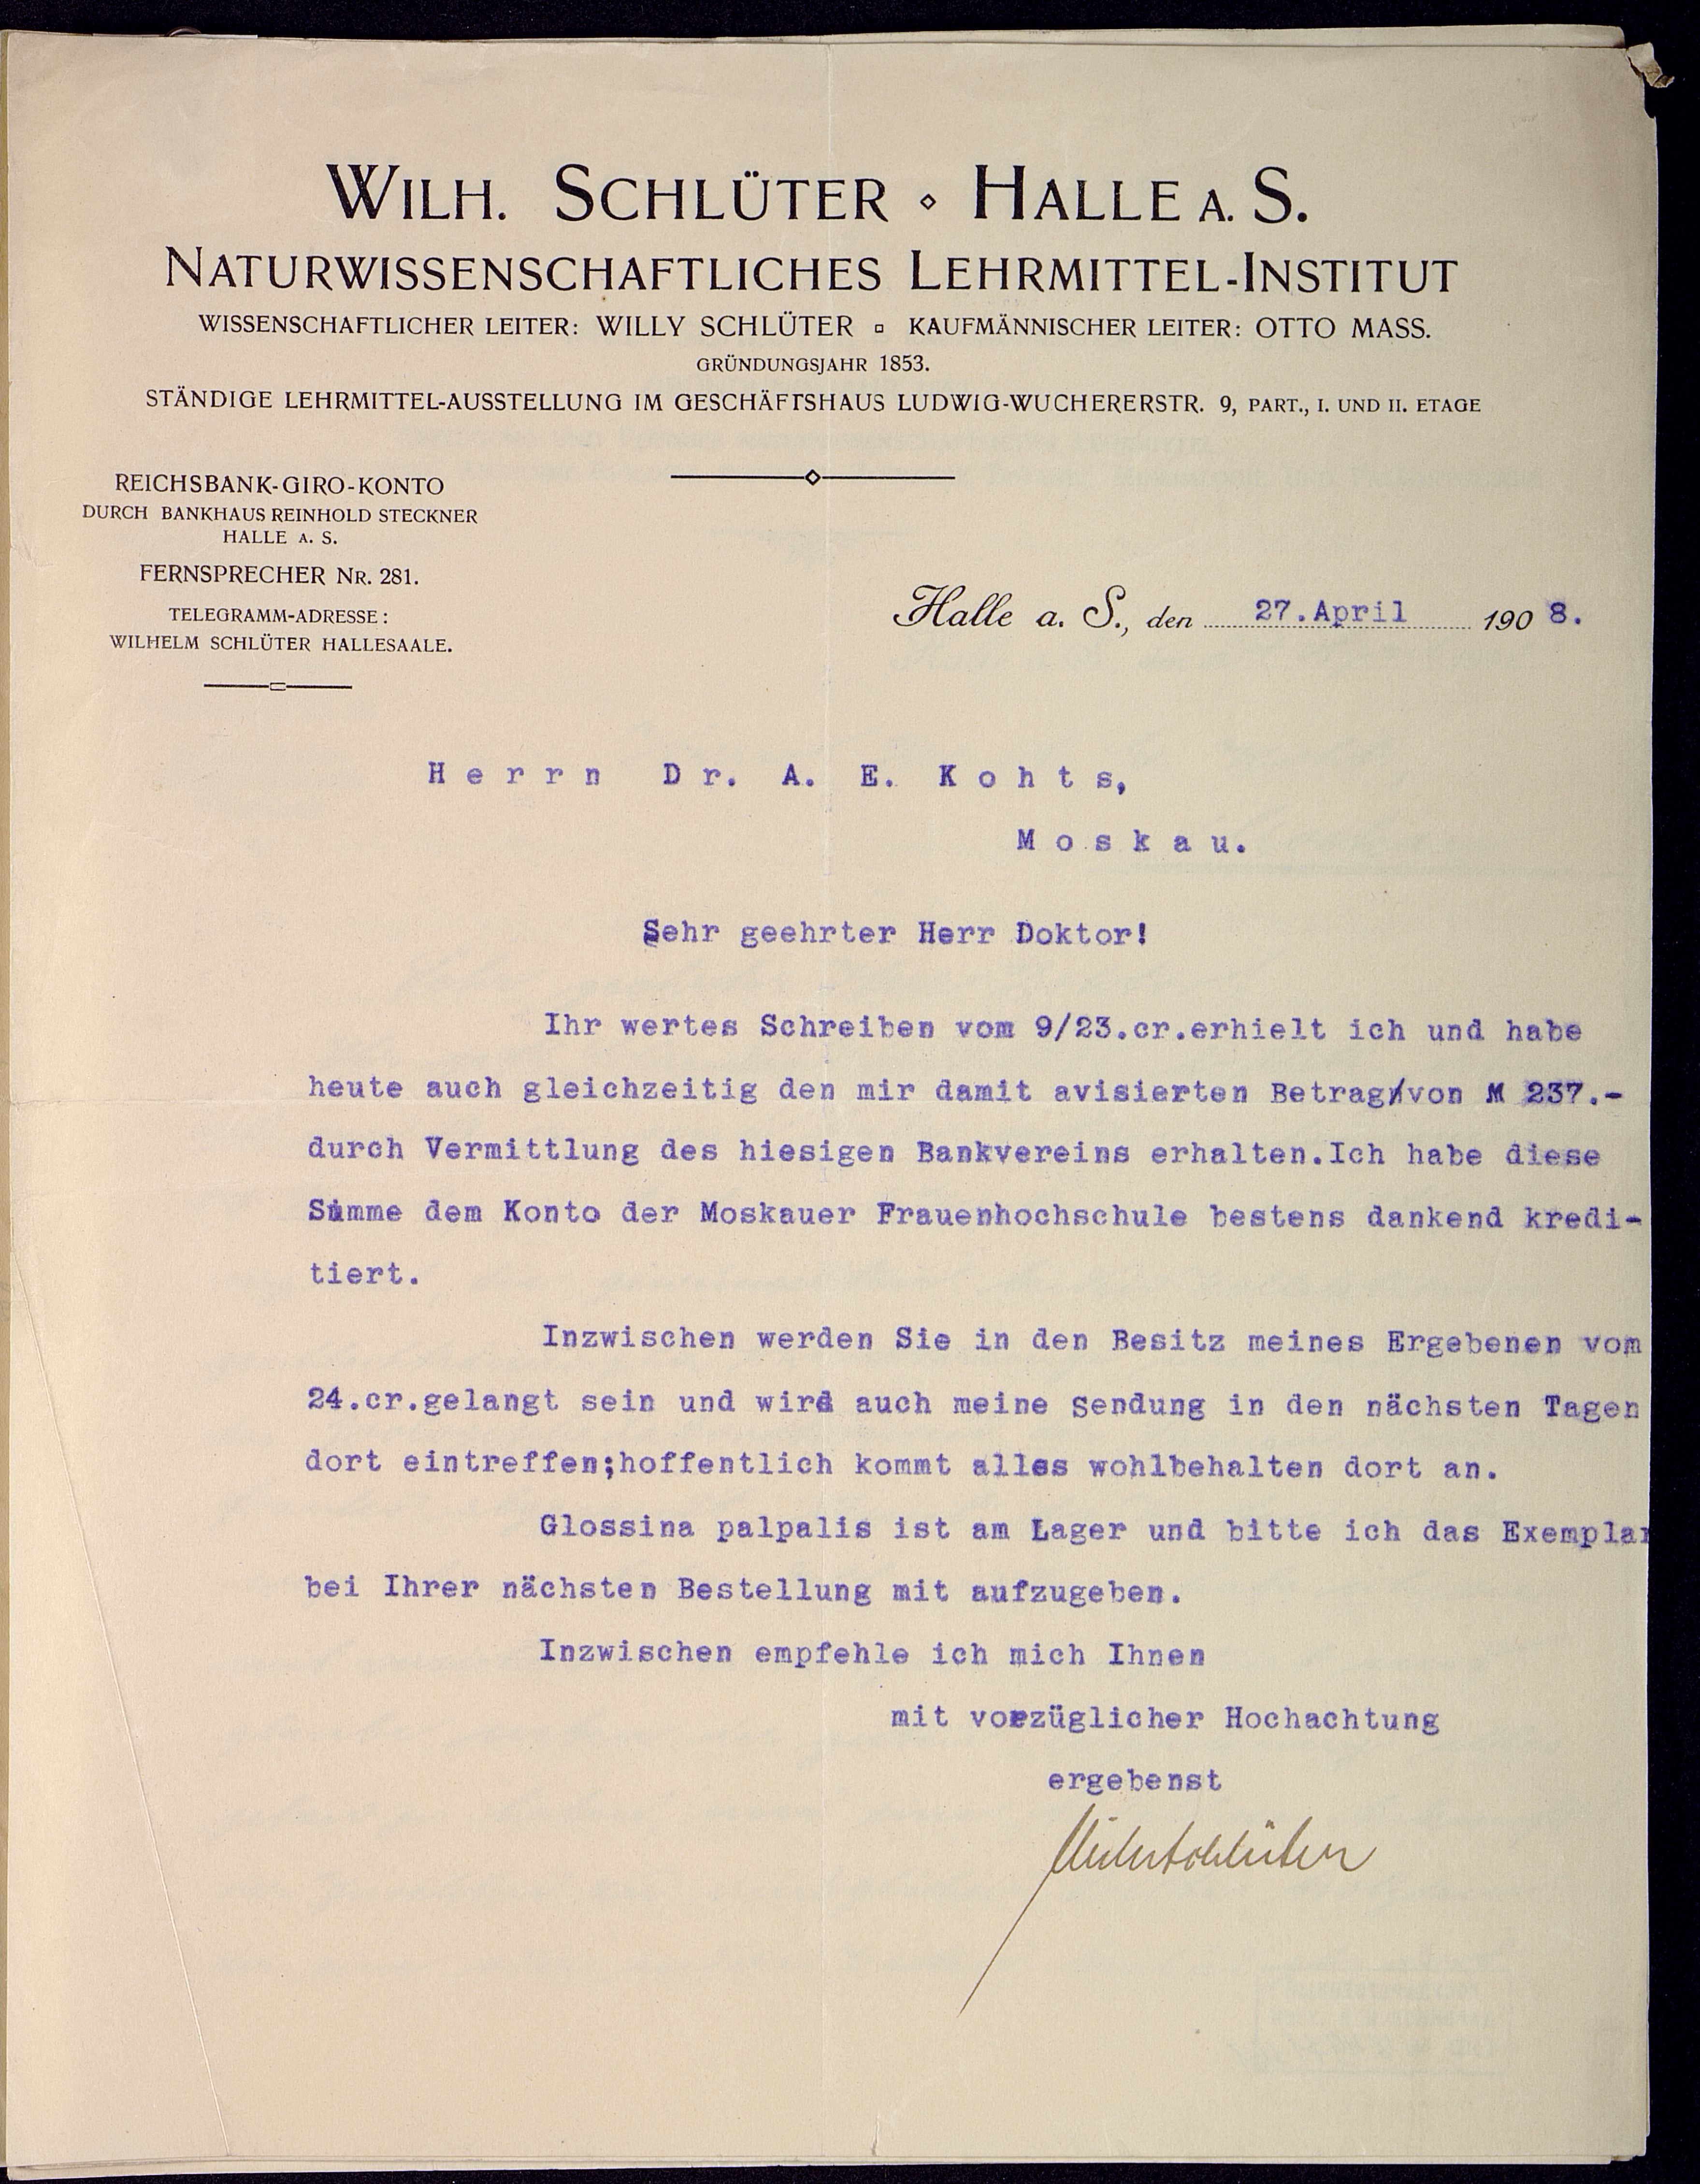 WILH. SCHLÜTER ⋄ HALLE A. S.
NATURWISSENSCHAFTLICHES LEHRMITTEL-INSTITUT
WISSENSCHAFTLICHER LEITER: WILLY SCHLÜTER ▫ KAUFMÄNNISCHER LEITER: OTTO MASS.
GRÜNDUNGSJAHR 1853.
STÄNDIGE LEHRMITTEL-AUSSTELLUNG IM GESCHÄFTSHAUS LUDWIG-WUCHERERSTR. 9, PART., I. UND II. ETAGE
REICHSBANK-GIRO-KONTO
DURCH BANKHAUS REINHOLD STECKNER
HALLE A. S.
FERNSPRECHER NR. 281.
TELEGRAMM-ADRESSE:
WILHELM SCHLÜTER HALLESAALE.
Halle a. S., den 27.April 1908.
Herrn Dr. A. E. Kohts,
Moskau.
Sehr geehrter Herr Doktor!
Ihr wertes Schreiben vom 9/23.cr.erhielt ich und habe
heute auch gleichzeitig den mir damit avisierten Betrag/von M 237.-
durch Vermittlung des hiesigen Bankvereins erhalten.Ich habe diese
Summe dem Konto der Moskauer Frauenhochschule bestens dankend kredi-
tiert.
Inzwischen werden Sie in den Besitz meines Ergebenen vom
24.cr.gelangt sein und wird auch meine Sendung in den nächsten Tagen
dort eintreffen;hoffentlich kommt alles wohlbehalten dort an.
Glossina palpalis ist am Lager und bitte ich das Exemplar
bei Ihrer nächsten Bestellung mit aufzugeben.
Inzwischen empfehle ich mich Ihnen
mit vorzüglicher Hochachtung
ergebenst
Wilh Schlüter